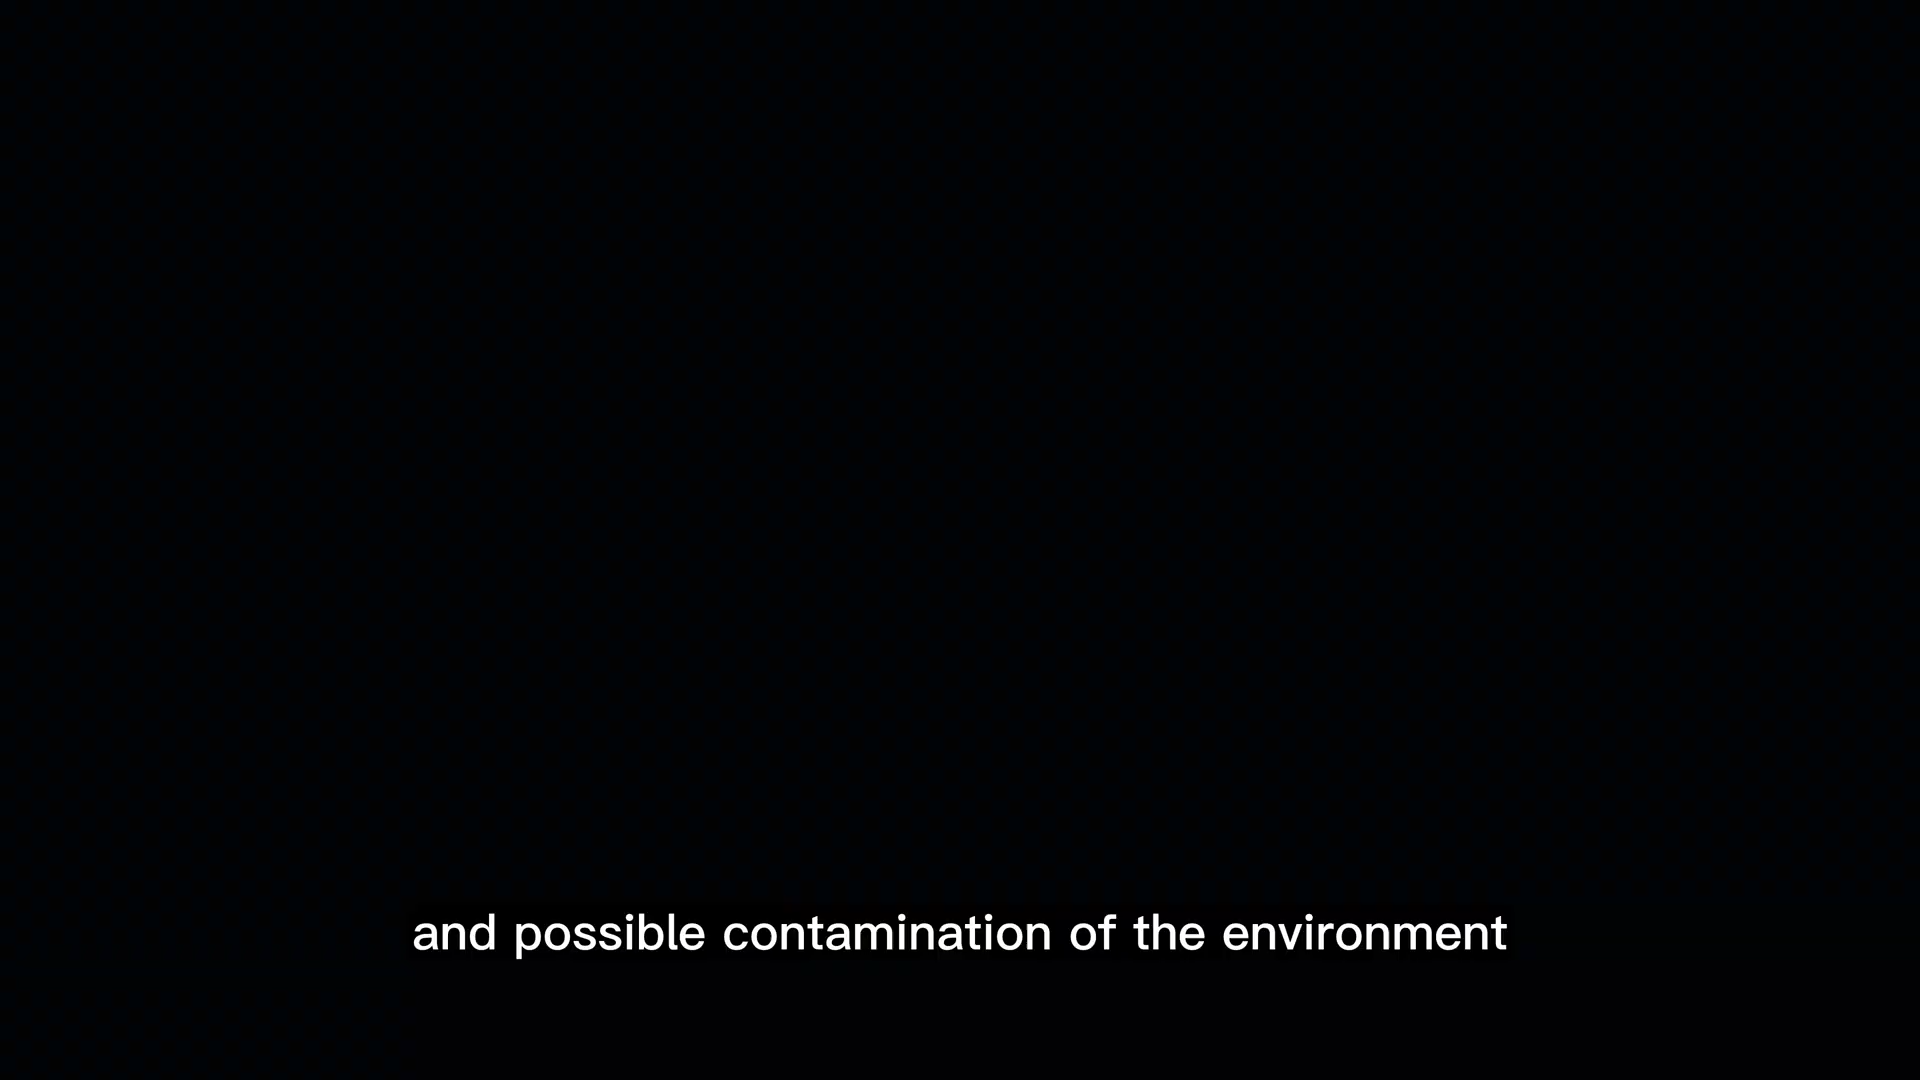 and possible contamination of the environment